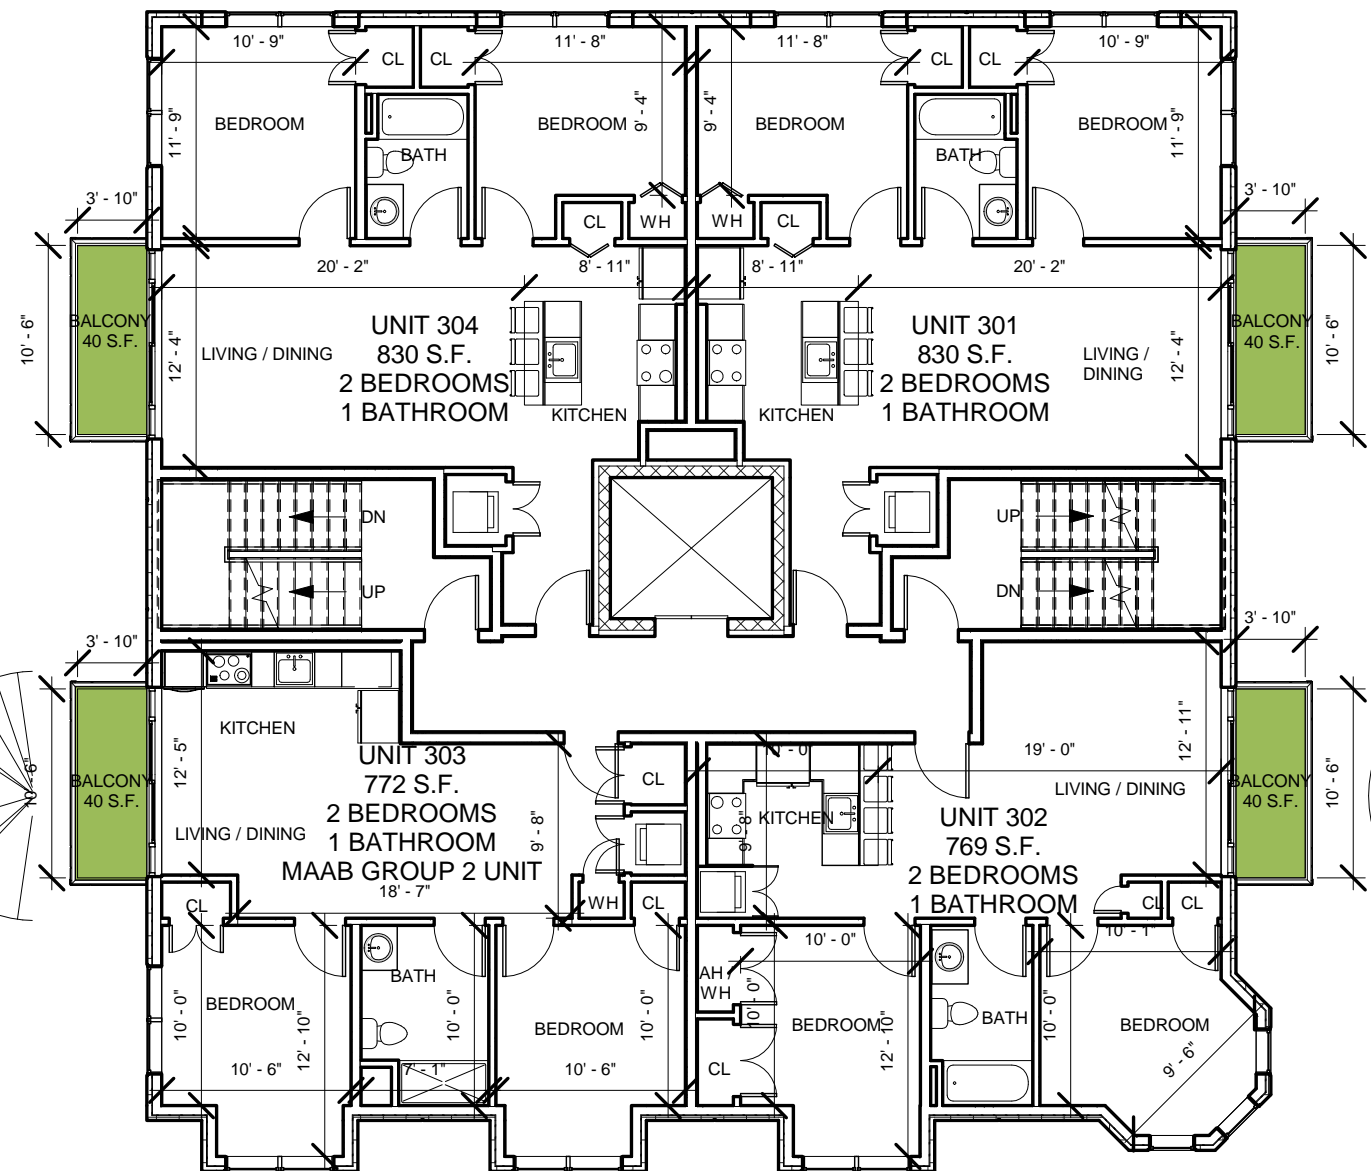 10' - 9"
11' - 8"
11' - 8"
10' - 9"
CL
CL
CL
CL
11' - 9"
BEDROOM
BATH
BEDROOM
9' - 4"
9' - 4"
BEDROOM
BATH
BEDROOM
11' - 9"
3' - 10"
CL
WH
WH
CL
3' - 10"
20' - 2"
8' - 11"
8' - 11"
20' - 2"
10' - 6"
BALCONY
40 S.F.
12' - 4"
LIVING / DINING
UNIT 304
830 S.F.
2 BEDROOMS
1 BATHROOM
KITCHEN
KITCHEN
UNIT 301
830 S.F.
2 BEDROOMS
1 BATHROOM
LIVING /
DINING
12' - 4"
BALCONY
40 S.F.
10' - 6"
DN
UP
UP
DN
3' - 10"
3' - 10"
10' - 6"
BALCONY
40 S.F.
12' - 5"
KITCHEN
LIVING / DINING
UNIT 303
772 S.F.
2 BEDROOMS
1 BATHROOM
MAAB GROUP 2 UNIT
18' - 7"
9' - 8"
CL
WH
CL
CL
KITCHEN
9' - 8"
19' - 0"
12' - 11"
LIVING / DINING
UNIT 302
769 S.F.
2 BEDROOMS
1 BATHROOM
BALCONY
40 S.F.
10' - 6"
CL
CL
10' - 0"
10' - 1"
AH /
WH
10' - 0"
CL
BEDROOM
12' - 10"
BATH
10' - 0"
BEDROOM
9' - 6"
10' - 0"
BEDROOM
12' - 10"
10' - 6"
BATH
10' - 0"
7' - 1"
BEDROOM
10' - 0"
10' - 6"